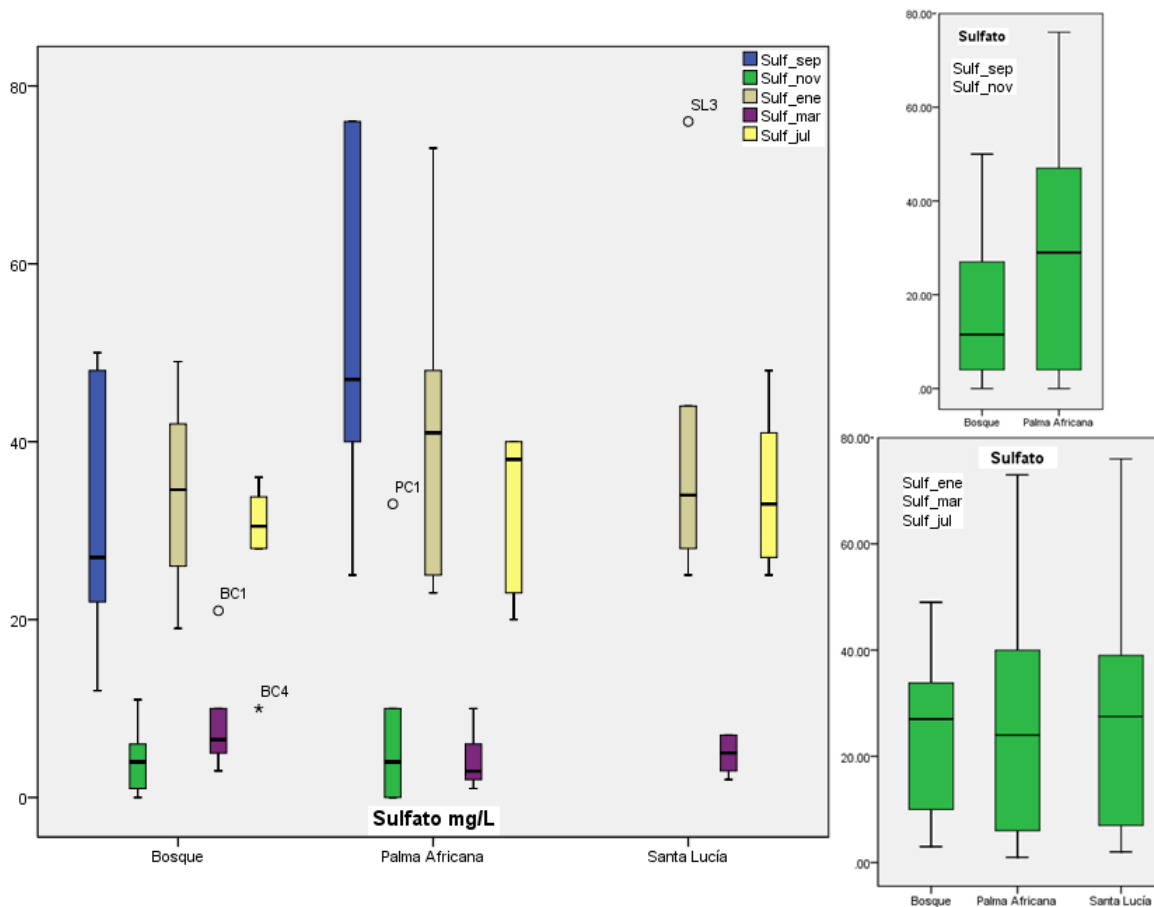 80
60
40
20
0
Sulf_sep
Sulf_nov
Sulf_ene
Sulf_mar
Sulf_jul
SL3
PC1
BC1
BC4
*
Sulfato mg/L
Bosque
Palma Africana
Santa Lucía
80.00
60.00
40.00
20.00
.00
Sulfato
Sulf_sep
Sulf_nov
Bosque
Palma Africana
80.00
60.00
40.00
20.00
.00
Sulfato
Sulf_ene
Sulf_mar
Sulf_jul
Bosque
Palma Africana
Santa Lucía